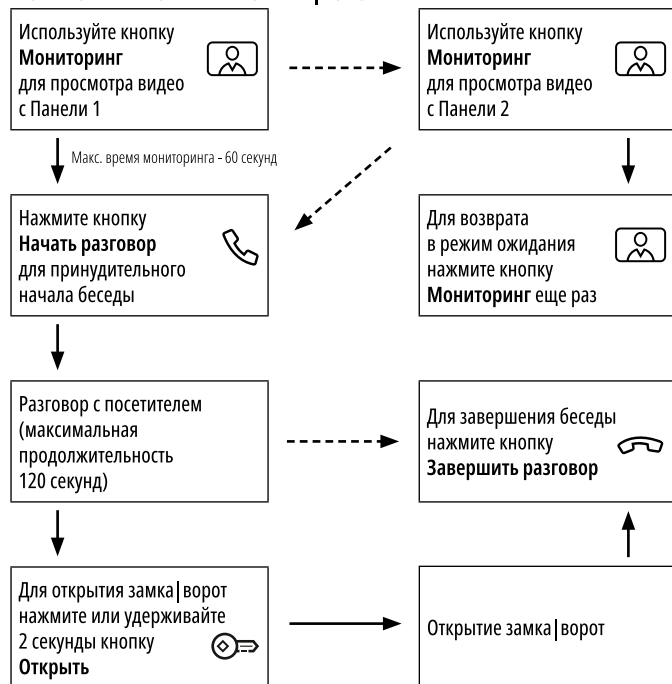 Используйте кнопку
Мониторинг
для просмотра видео
с Панели 1
Используйте кнопку
Мониторинг
для просмотра видео
с Панели 2
Макс. время мониторинга - 60 секунд
Нажмите кнопку
Начать разговор
для принудительного
начала беседы
Для возврата
в режим ожидания
нажмите кнопку
Мониторинг еще раз
Разговор с посетителем
(максимальная
продолжительность
120 секунд)
Для завершения беседы
нажмите кнопку
Завершить разговор
Для открытия замка|ворот
нажмите или удерживайте
2 секунды кнопку
Открыть
Открытие замка|ворот